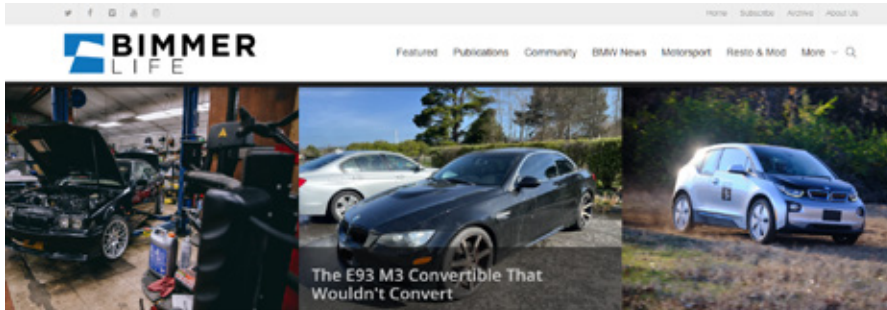 Home Subscribe Archive About Us
BIMMER
LIFE
Featured Publications Community BMW News Motorsport Resto & Mod More
The E93 M3 Convertible That
Wouldn't Convert